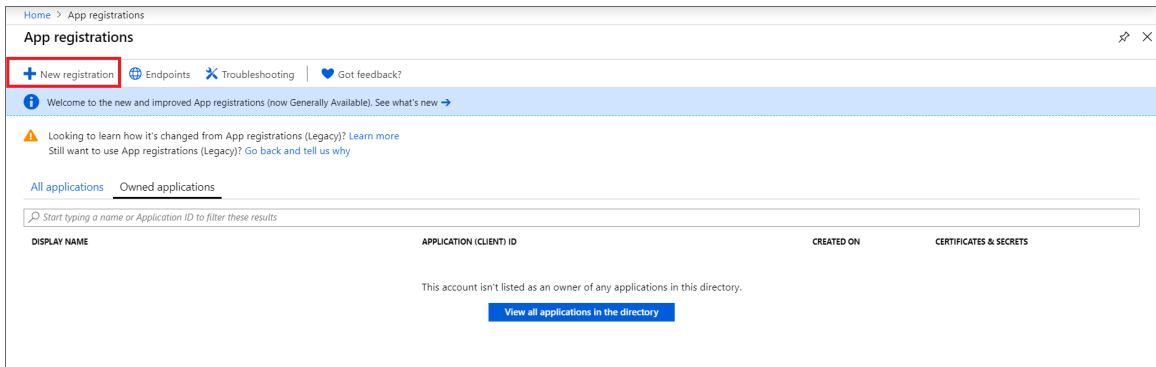 Home > App registrations
App registrations
New registration Endpoints Troubleshooting Got feedback?
Welcome to the new and improved App registrations (now Generally Available). See what's new →
Looking to learn how it's changed from App registrations (Legacy)? Learn more
Still want to use App registrations (Legacy)? Go back and tell us why
All applications Owned applications
Start typing a name or Application ID to filter these results
DISPLAY NAME APPLICATION (CLIENT) ID CREATED ON CERTIFICATES & SECRETS
This account isn't listed as an owner of any applications in this directory.
View all applications in the directory